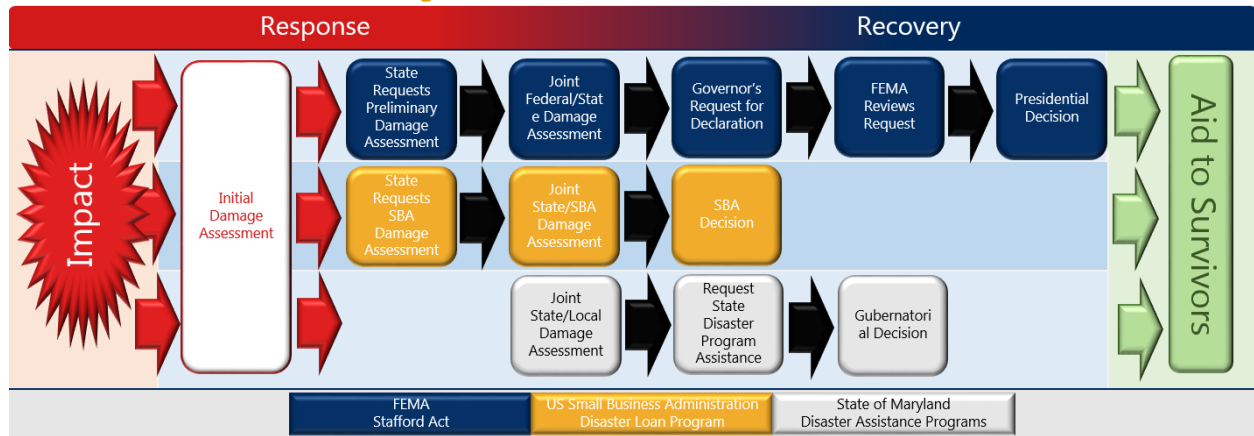 Response
Recovery
Impact
Initial
Damage
Assessment
State
Requests
Preliminary
Damage
Assessment
Joint
Federal/Stat
e Damage
Assessment
Governor's
Request for
Declaration
FEMA
Reviews
Request
Presidential
Decision
State
Requests
SBA
Damage
Assessment
Joint
State/SBA
Damage
Assessment
SBA
Decision
Joint
State/Local
Damage
Assessment
Request
State
Disaster
Program
Assistance
Gubernatori
al Decision
Aid to Survivors
FEMA
Stafford Act
US Small Business Administration
Disaster Loan Program
State of Maryland
Disaster Assistance Programs